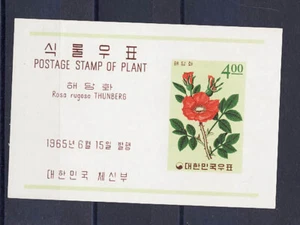 식물우표
POSTAGE STAMP OF PLANT
해당화
Rosa rugosa THUNBERG
1965년 6월 15일 발행
대한민국 체신부
해당화
4.00
대한민국우표